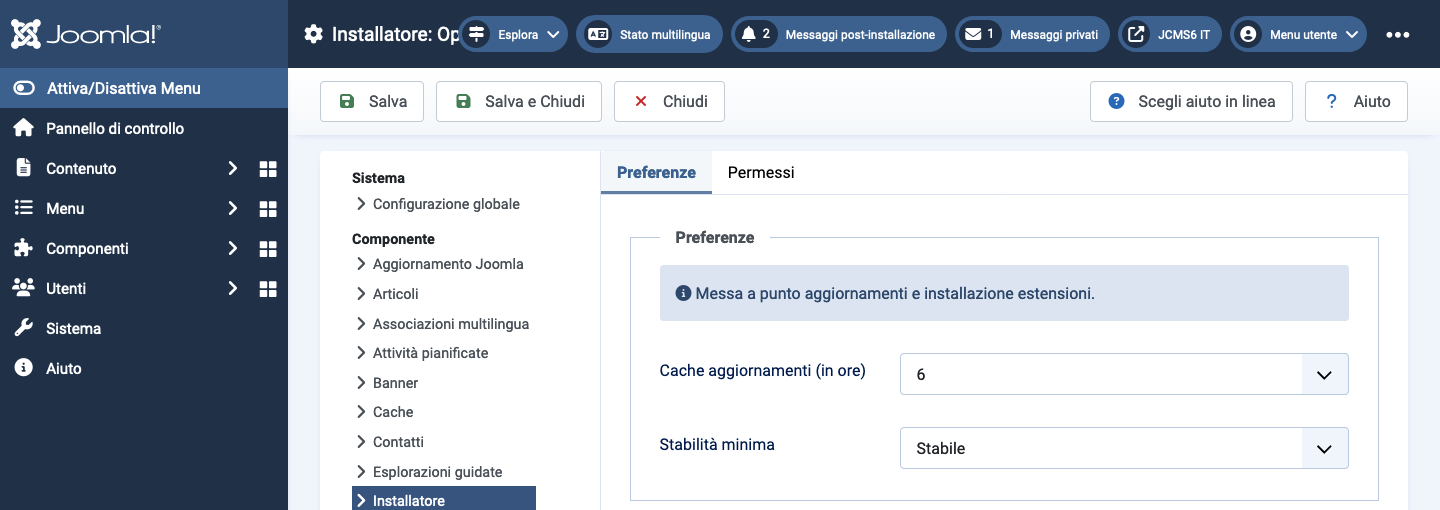 Joomla!®
Installatore: Op
Esplora
Stato multilingua
2 Messaggi post-installazione
1 Messaggi privati
JCMS6 IT
Menu utente
Attiva/Disattiva Menu
Pannello di controllo
Contenuto
Menu
Componenti
Utenti
Sistema
Aiuto
Salva
Salva e Chiudi
Chiudi
Scegli aiuto in linea
Aiuto
Sistema
Configurazione globale
Componente
Aggiornamento Joomla
Articoli
Associazioni multilingua
Attività pianificate
Banner
Cache
Contatti
Esplorazioni guidate
Installatore
Preferenze
Permessi
Preferenze
Messa a punto aggiornamenti e installazione estensioni.
Cache aggiornamenti (in ore)
6
Stabilità minima
Stabile